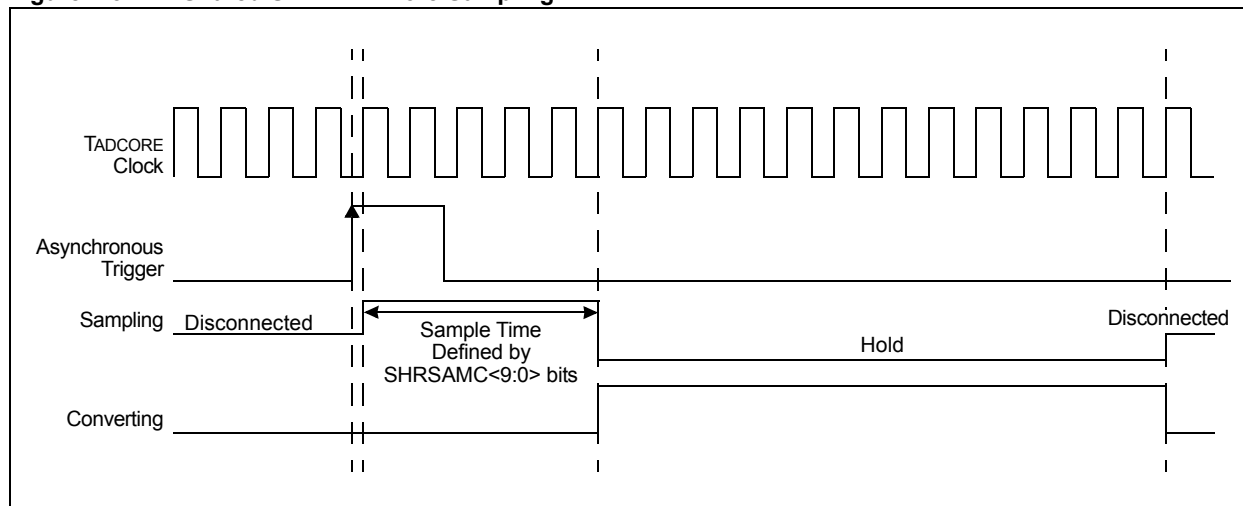 TADCORE
Clock
Asynchronous
Trigger
Sampling
Disconnected
Sample Time
Defined by
SHRSAMC<9:0> bits
Hold
Disconnected
Converting